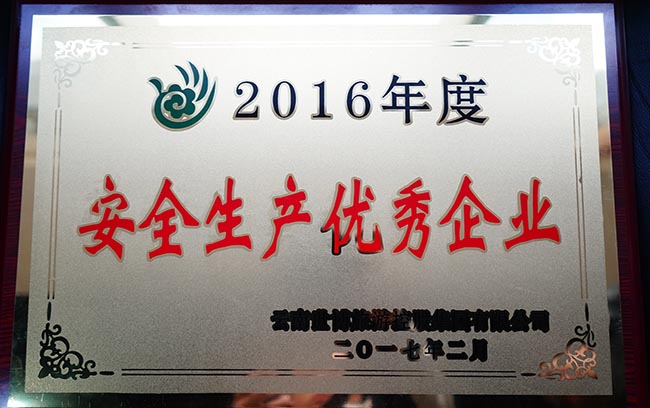 2016年度
安全生产优秀企业
云南世博旅游控股集团有限公司
二〇一七年二月